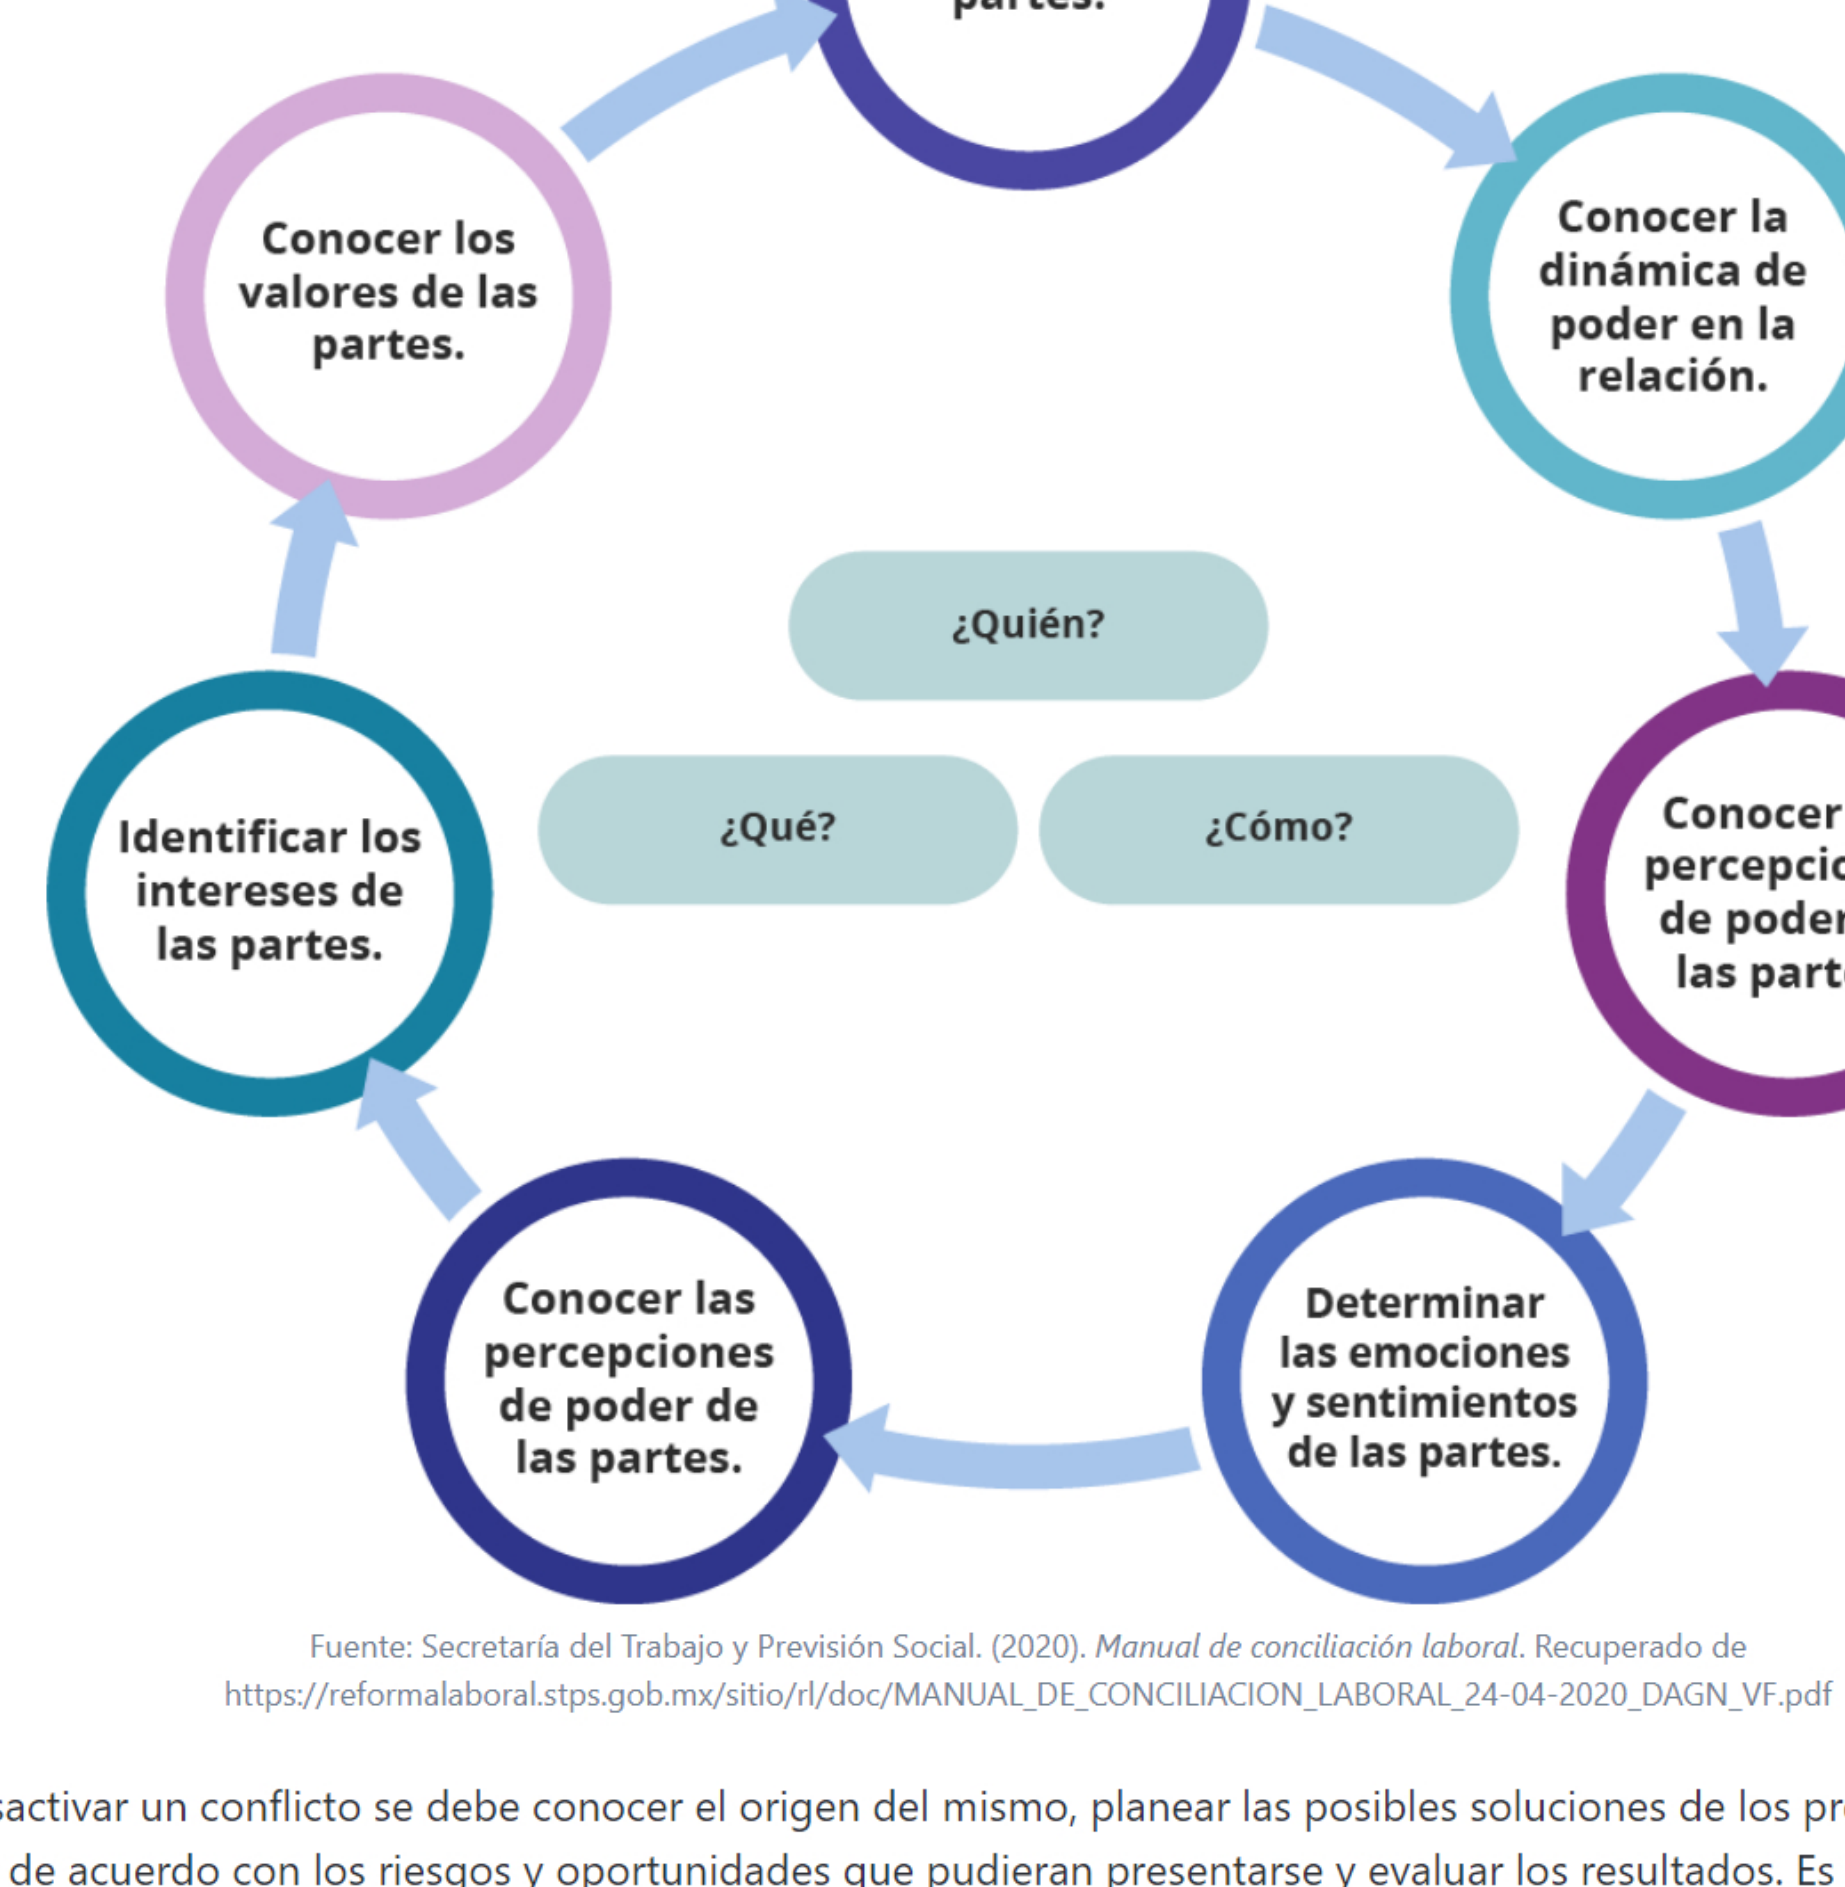 partes.
Conocer los
valores de las
partes.
Conocer la
dinámica de
poder en la
relación.
¿Quién?
¿Qué?
¿Cómo?
Identificar los
intereses de
las partes.
Conocer
de poder
las
Conocer las
percepciones
de poder de
las partes.
Determinar
las emociones
y sentimientos
de las partes.
Fuente: Secretaría del Trabajo y Previsión Social. (2020). Manual de conciliación laboral. Recuperado de
https://reformalaboral.stps.gob.mx/sitio/rl/doc/MANUAL_DE_CONCILIACION_LABORAL_24-04-2020_DAGN_VF.pdf
un conflicto se debe conocer el origen del mismo, planear las posibles soluciones de los
de acuerdo con los riesgos y oportunidades que pudieran presentarse y evaluar los resultados. Es